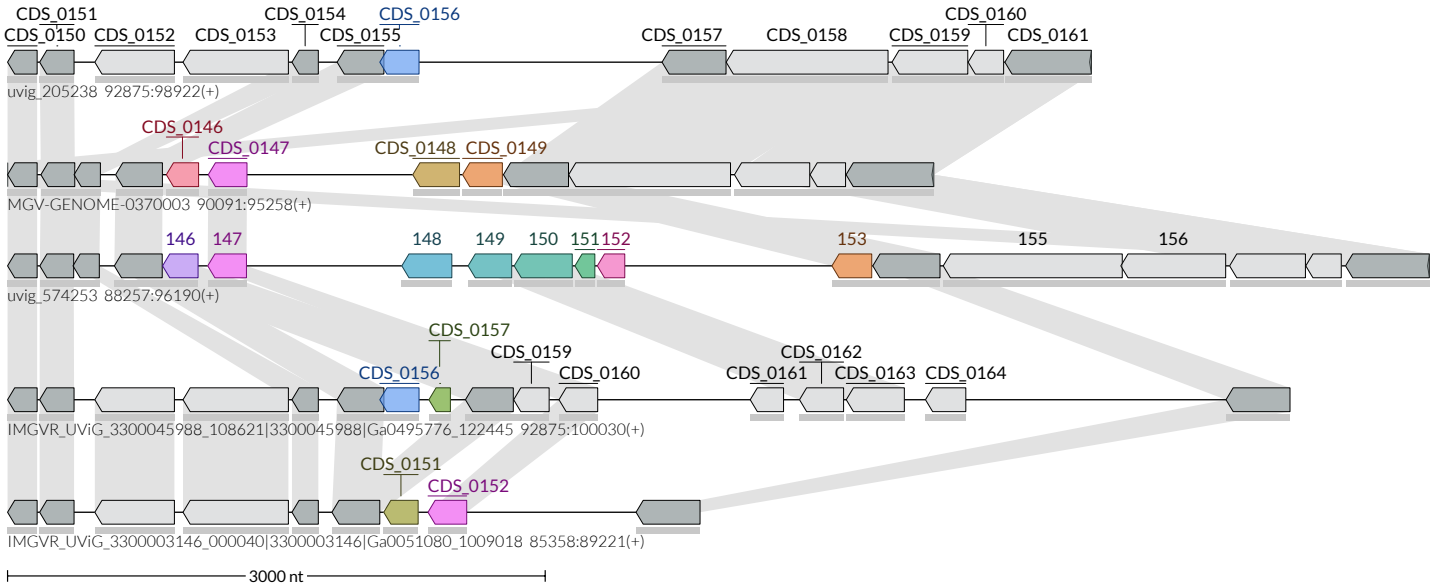 CDS_0151 CDS_0154 CDS_0156 CDS_0160
CDS_0150 CDS_0152 CDS_0153 CDS_0155 CDS_0157 CDS_0158 CDS_0159 CDS_0161
uvig_205238 92875:98922(+)
CDS_0146
CDS_0147 CDS_0148 CDS_0149
MGV-GENOME-0370003 90091:95258(+)
146 147 148 149 150 151 152 153 155 156
uvig_574253 88257:96190(+)
CDS_0157
CDS_0159 CDS_0162
CDS_0156 CDS_0160 CDS_0161 CDS_0163 CDS_0164
IMGVR_UViG_3300045988_108621|3300045988|Ga0495776_122445 92875:100030(+)
CDS_0151
CDS_0152
IMGVR_UViG_3300003146_000040|3300003146|Ga0051080_1009018 85358:89221(+)
3000 nt